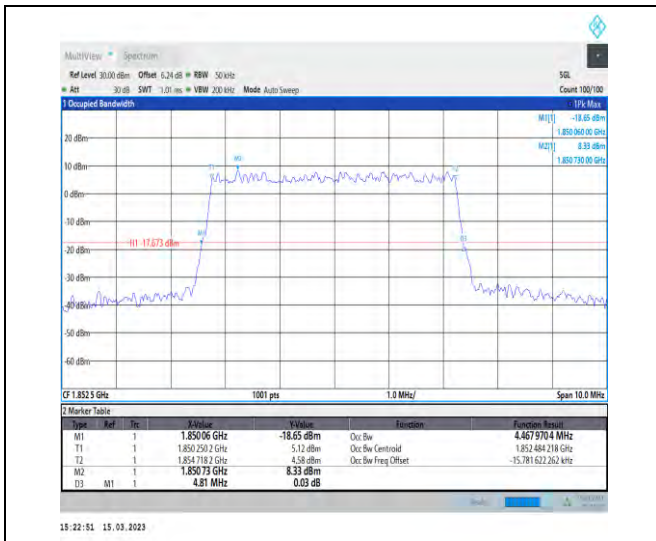 MultiView Spectrum
Ref Level 30.00 dBm Offset 6.24 dB RBW 50 kHz SGL
Att 30 dB SWT 1.01 ms VBW 200 kHz Mode Auto Sweep Count 100/100
1 Occupied Bandwidth 1Pk Max
M1[1] -18.65 dBm
1.850 060 00 GHz
20 dBm M2[1] 8.33 dBm
1.850 730 00 GHz
10 dBm
T1 M2 T2
0 dBm
-10 dBm
M1 D3
H1 -17.673 dBm
-20 dBm
-30 dBm
-40 dBm
-50 dBm
-60 dBm
CF 1.852 5 GHz 1001 pts 1.0 MHz/ Span 10.0 MHz
2 Marker Table
Type Ref Trc X-Value Y-Value Function Function Result
M1 1 1.85006 GHz -18.65 dBm Occ Bw 4.467 970 4 MHz
T1 1 1.850 250 2 GHz 5.12 dBm Occ Bw Centroid 1.852 484 218 GHz
T2 1 1.854 718 2 GHz 4.58 dBm Occ Bw Freq Offset -15.781 622 262 kHz
M2 1 1.85073 GHz 8.33 dBm
D3 M1 1 4.81 MHz 0.03 dB
15:22:51 15.03.2023